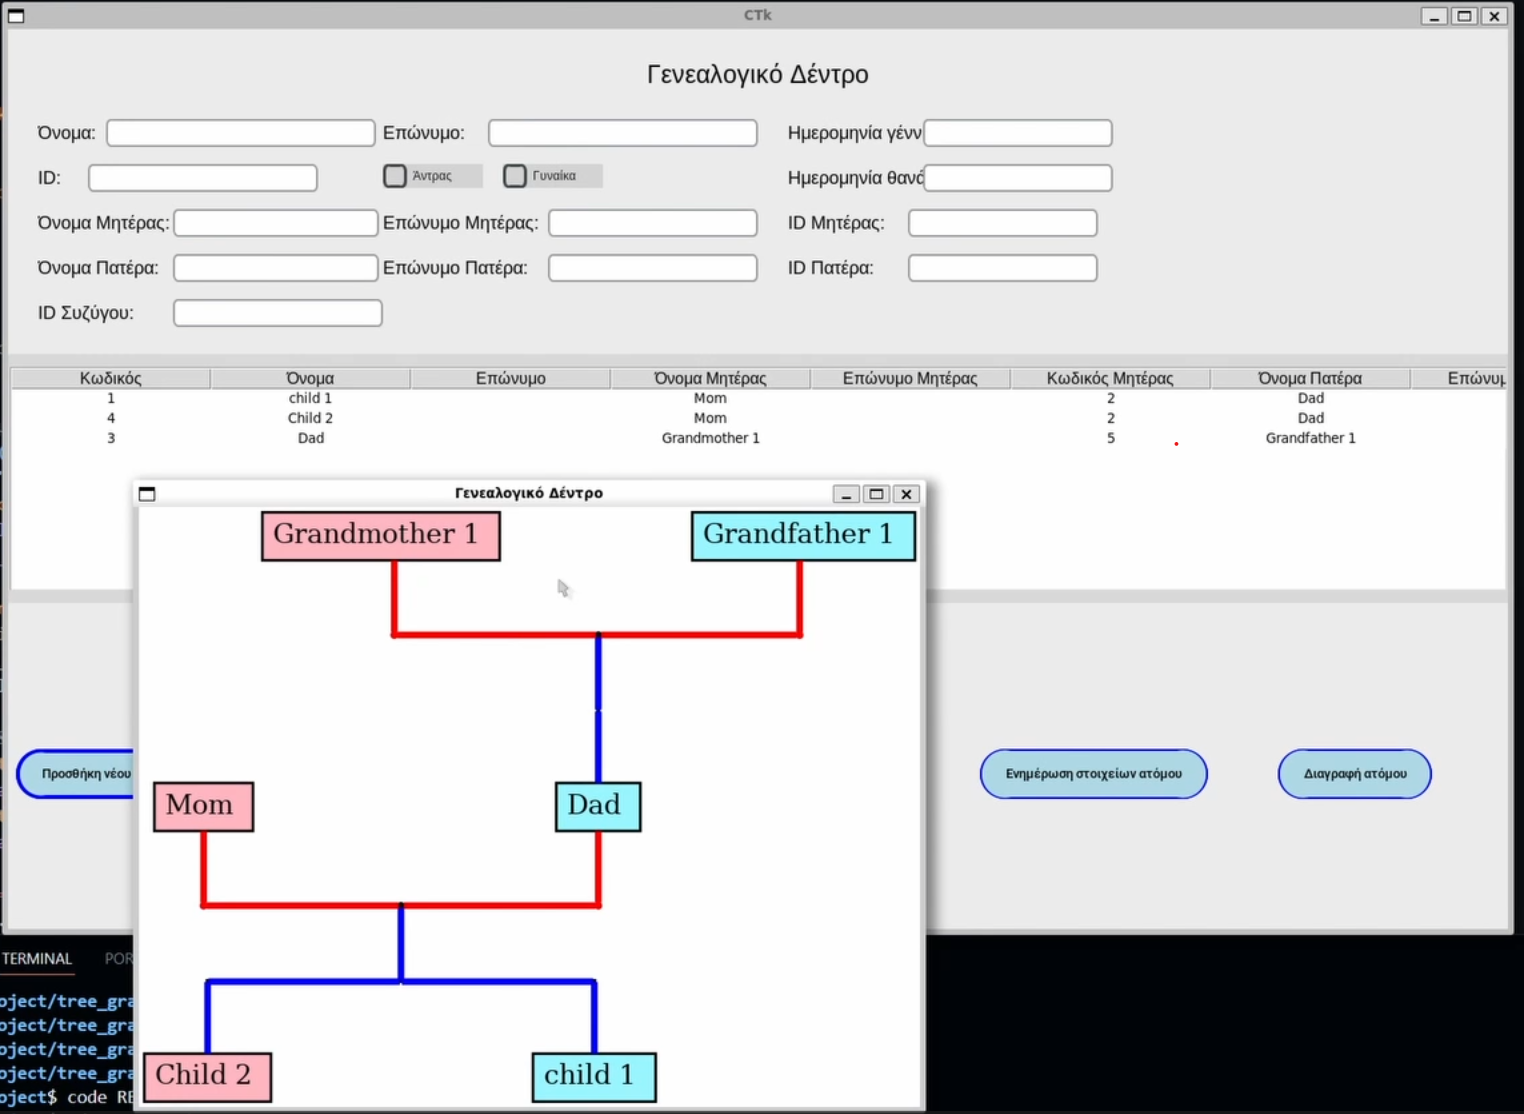 CTk
Γενεαλογικό Δέντρο
Όνομα: Επώνυμο: Ημερομηνία γένν
ID: Άντρας Γυναίκα Ημερομηνία θανά
Όνομα Μητέρας: Επώνυμο Μητέρας: ID Μητέρας:
Όνομα Πατέρα: Επώνυμο Πατέρα: ID Πατέρα:
ID Συζύγου:
Κωδικός Όνομα Επώνυμο Όνομα Μητέρας Επώνυμο Μητέρας Κωδικός Μητέρας Όνομα Πατέρα Επώνυμ
1 child 1 Mom 2 Dad
4 Child 2 Mom 2 Dad
3 Dad Grandmother 1 5 Grandfather 1
Γενεαλογικό Δέντρο
Grandmother 1 Grandfather 1
Mom Dad
Child 2 child 1
Προσθήκη νέου Ενημέρωση στοιχείων ατόμου Διαγραφή ατόμου
TERMINAL POR
oject/tree_gra
oject/tree_gra
oject/tree_gra
oject/tree_gra
oject$ code RE